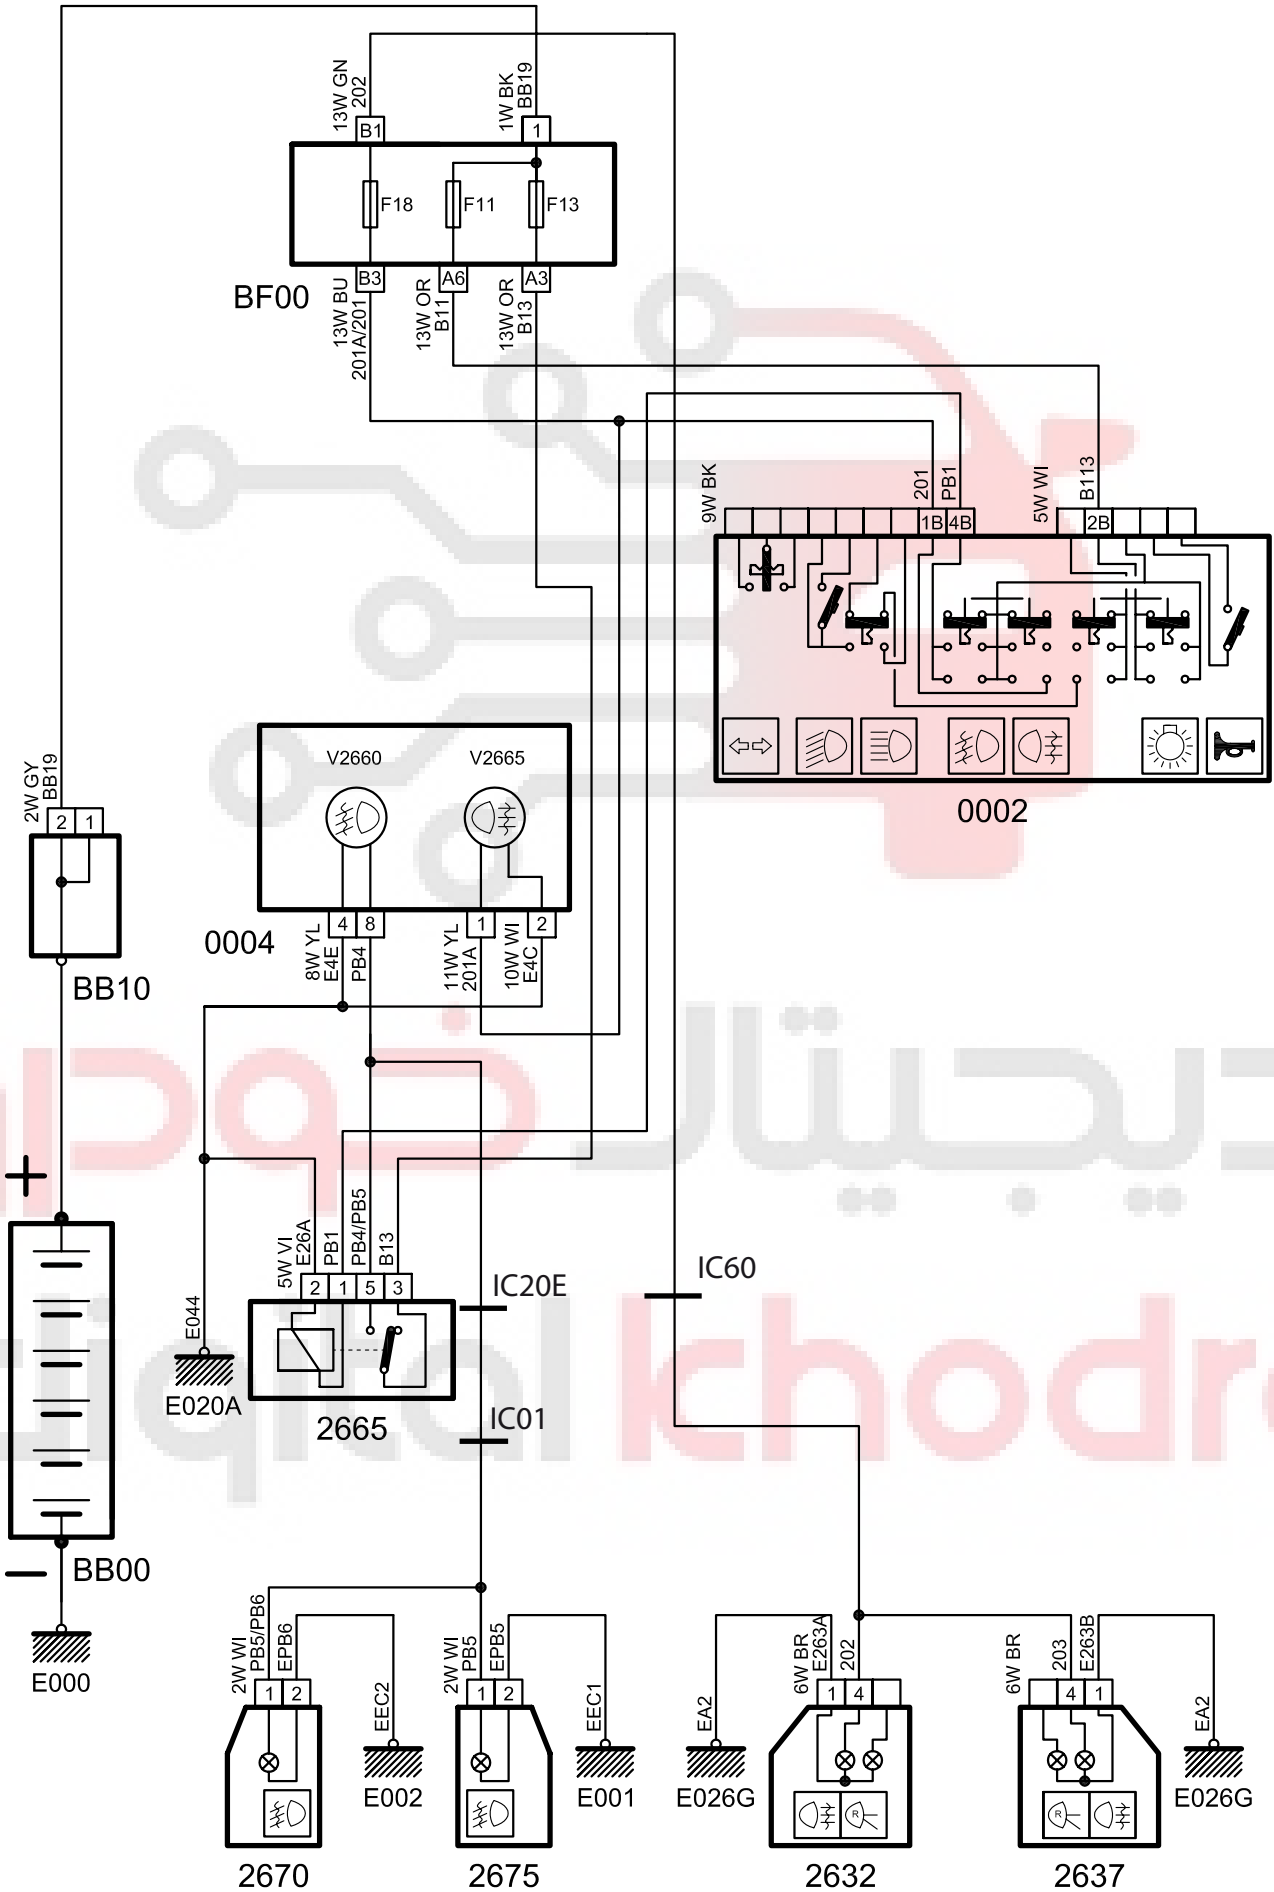 13W GN
202
1W BK
BB19
B1
1
F18
F11
F13
B3
A6
A3
BF00
13W BU
201A/201
13W OR
B11
13W OR
B13
9W BK
201
PB1
5W WI
B113
1B
4B
2B
0002
V2660
V2665
4
8
1
2
0004
8W YL
E4E
PB4
11W YL
201A
10W WI
E4C
2W GY
BB19
2
1
BB10
دیجیتال خودرو
+
5W VI
E26A
PB1
PB4/PB5
B13
2
1
5
3
IC20E
IC60
E044
E020A
2665
IC01
digital khodro
BB00
E000
2W WI
PB5/PB6
EPB6
1
2
EEC2
E002
2670
2W WI
PB5
EPB5
1
2
EEC1
E001
2675
EA2
E026G
6W BR
E263A
202
1
4
R
2632
6W BR
203
E263B
4
1
R
EA2
E026G
2637